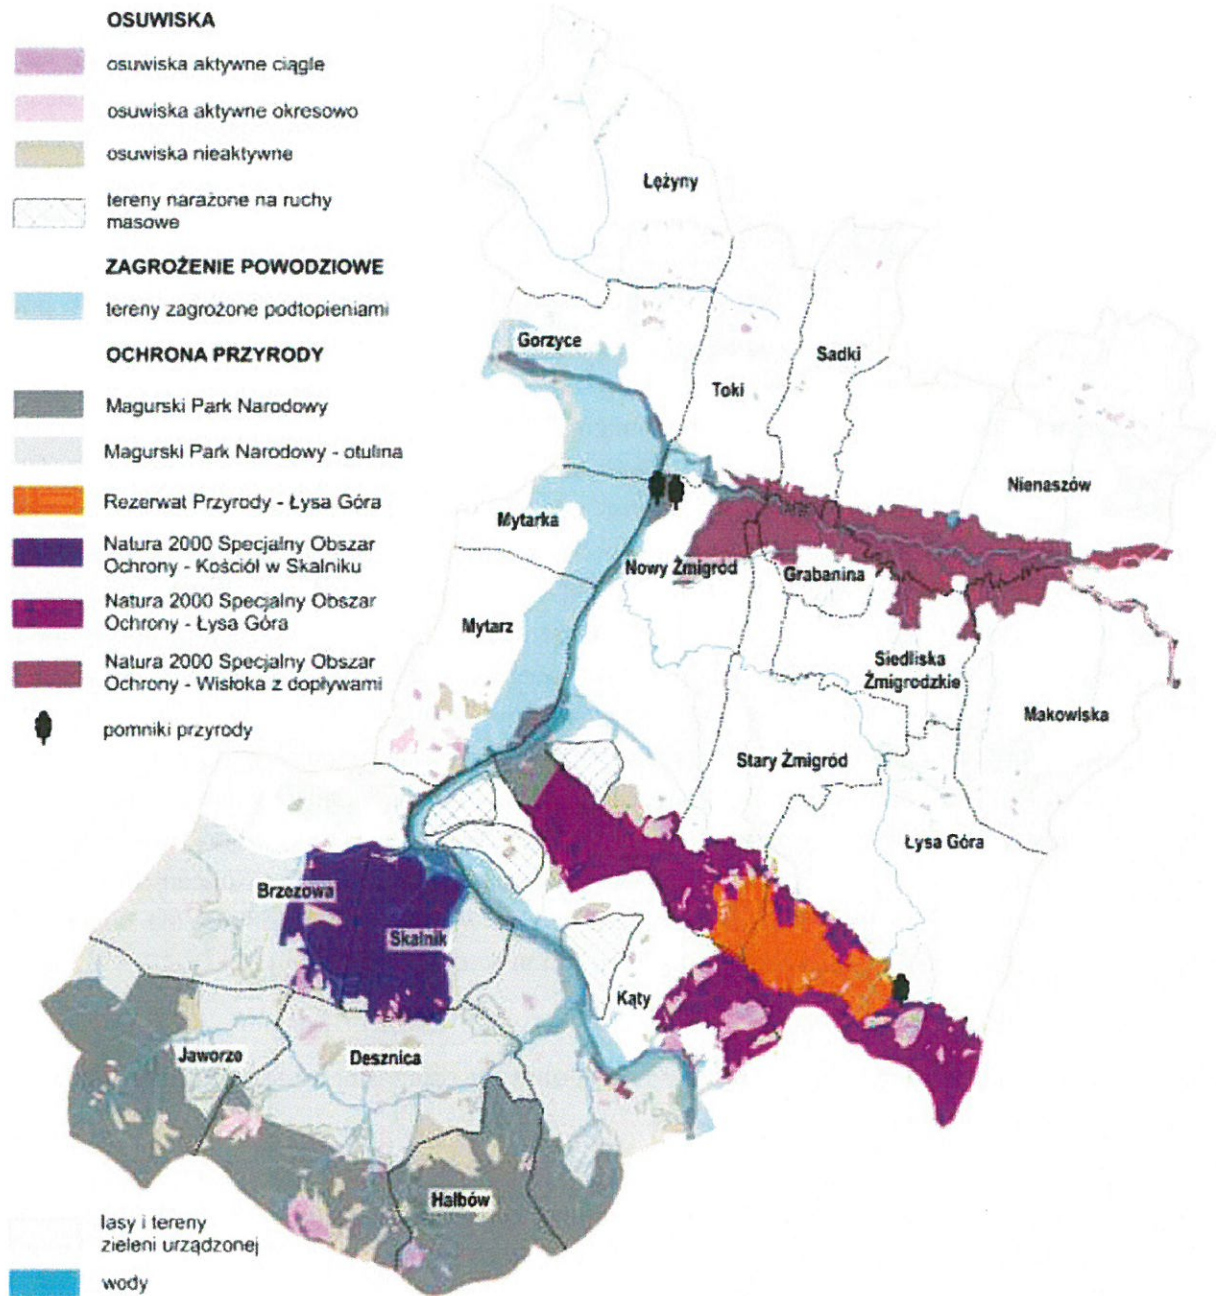 OSUWISKA
osuwiska aktywne ciągle
osuwiska aktywne okresowo
osuwiska nieaktywne
tereny narażone na ruchy
masowe
ZAGROŻENIE POWODZIOWE
tereny zagrożone podtopieniami
OCHRONA PRZYRODY
Magurski Park Narodowy
Magurski Park Narodowy - otulina
Rezerwat Przyrody - Łysa Góra
Natura 2000 Specjalny Obszar
Ochrony - Kościół w Skalniku
Natura 2000 Specjalny Obszar
Ochrony - Łysa Góra
Natura 2000 Specjalny Obszar
Ochrony - Wisłoka z dopływami
pomniki przyrody
lasy i tereny
zieleni urządzonej
wody
Łężyny
Gorzyce
Toki
Sadki
Nienaszów
Mytarka
Nowy Żmigród
Grabanina
Mytarz
Siedliska
Żmigrodzkie
Makowiska
Stary Żmigród
Łysa Góra
Brzezowa
Skalnik
Kąty
Jaworze
Desznica
Hałbów